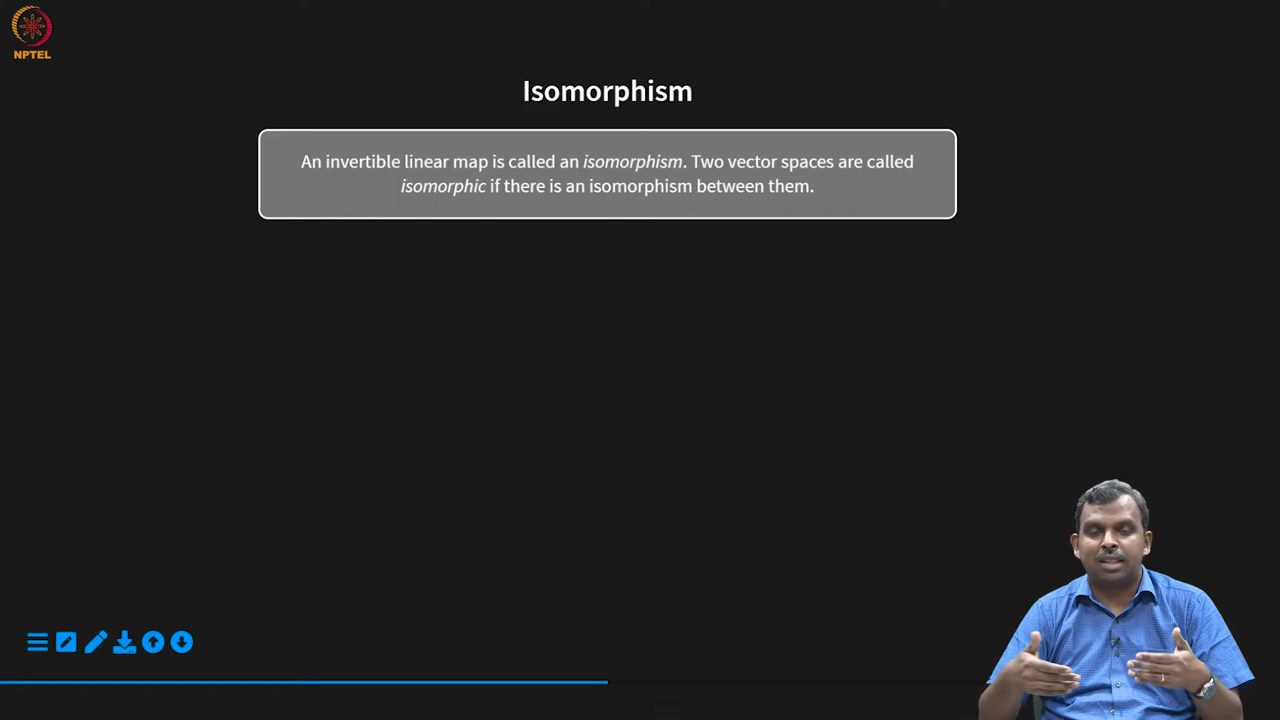 NPTEL
Isomorphism
An invertible linear map is called an isomorphism. Two vector spaces are called
isomorphic if there is an isomorphism between them.